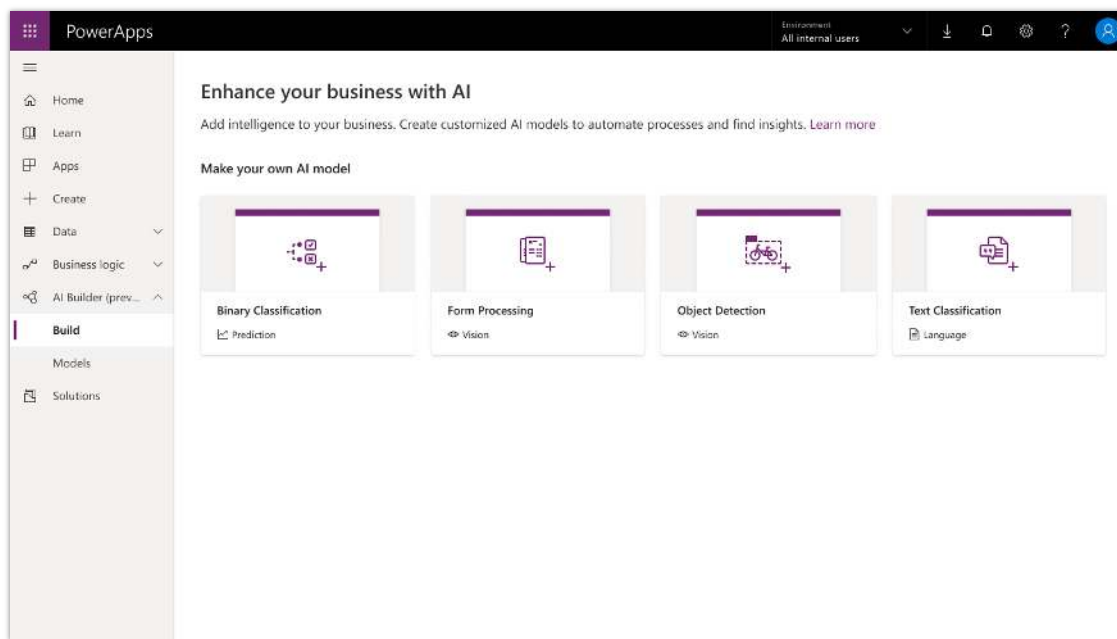 PowerApps
Environment
All internal users
?
Home
Learn
Apps
Create
Data
Business logic
AI Builder (prev...
Build
Models
Solutions
Enhance your business with AI
Add intelligence to your business. Create customized AI models to automate processes and find insights. Learn more
Make your own AI model
Binary Classification
Prediction
Form Processing
Vision
Object Detection
Vision
Text Classification
Language